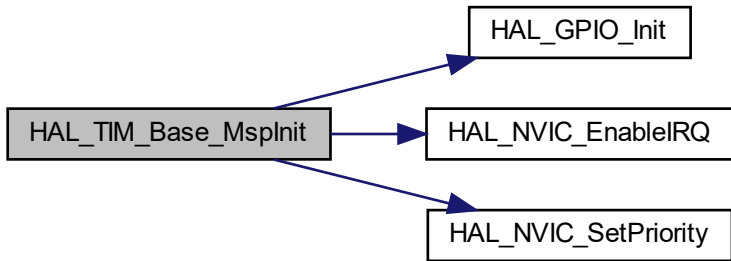 HAL_GPIO_Init
HAL_TIM_Base_MspInit
HAL_NVIC_EnableIRQ
HAL_NVIC_SetPriority